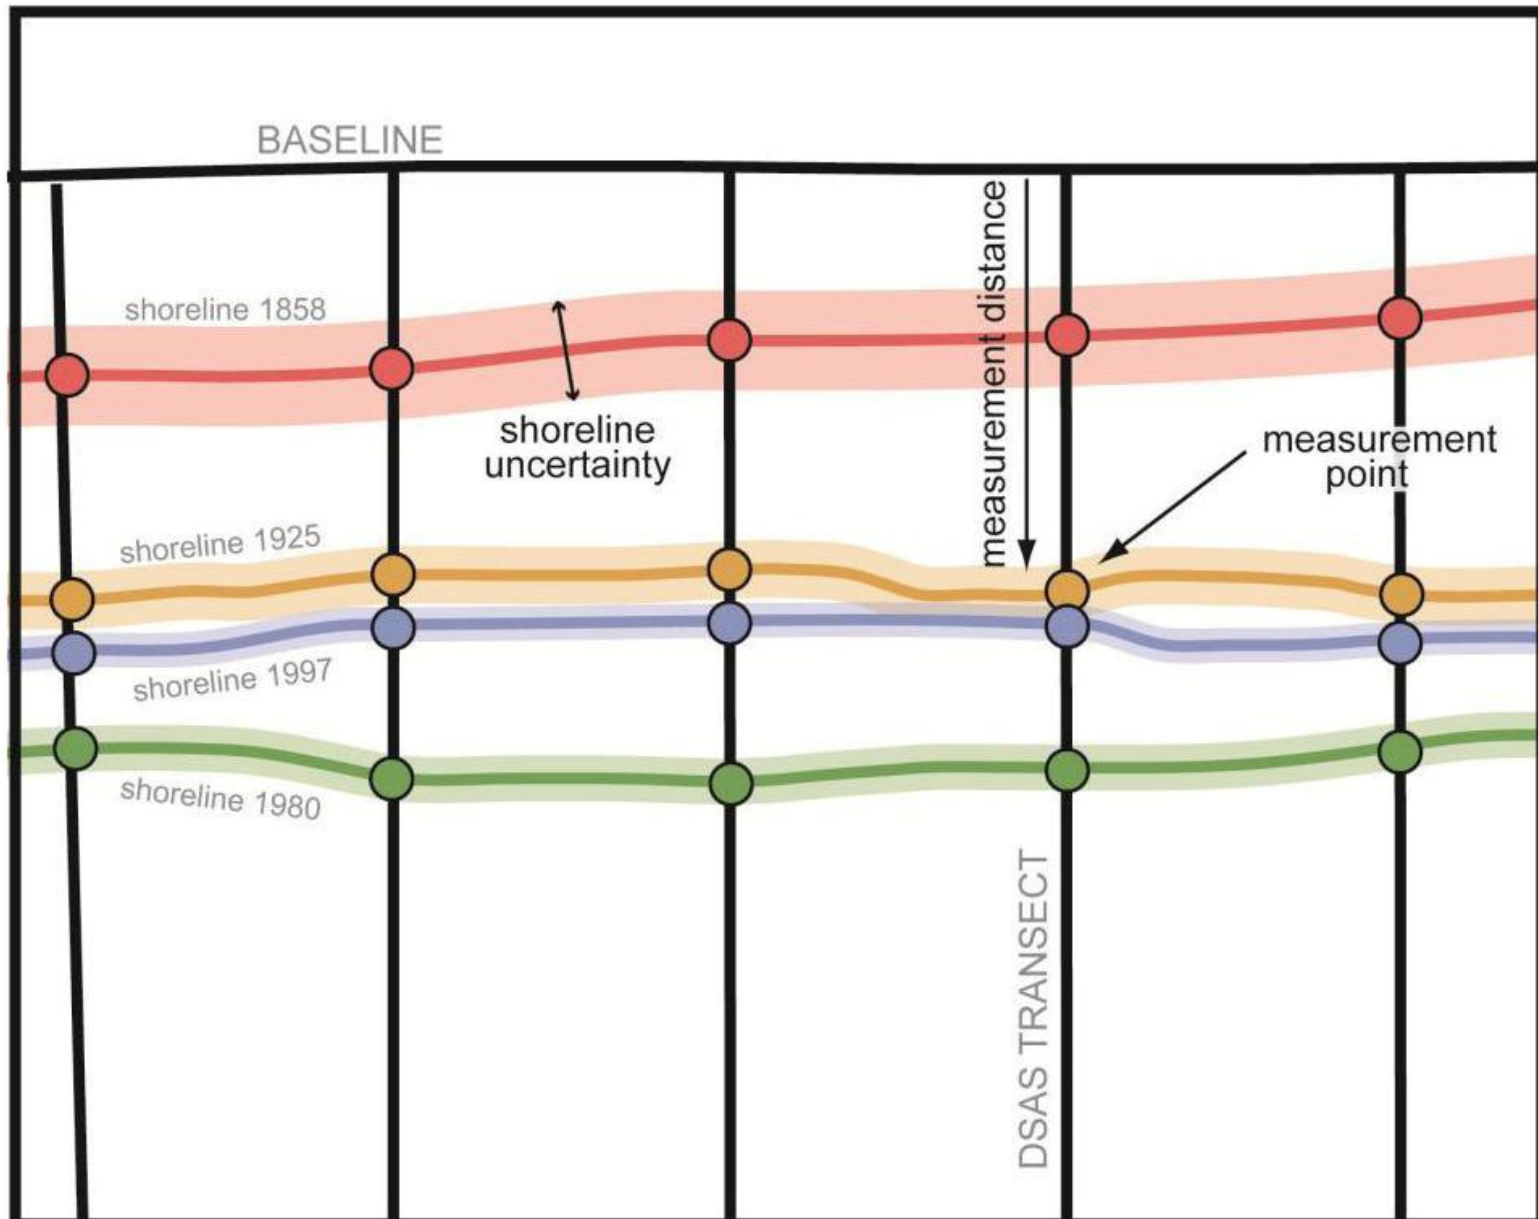 BASELINE
measurement distance
shoreline 1858
shoreline
uncertainty
measurement
point
shoreline 1925
shoreline 1997
shoreline 1980
DSAS TRANSECT